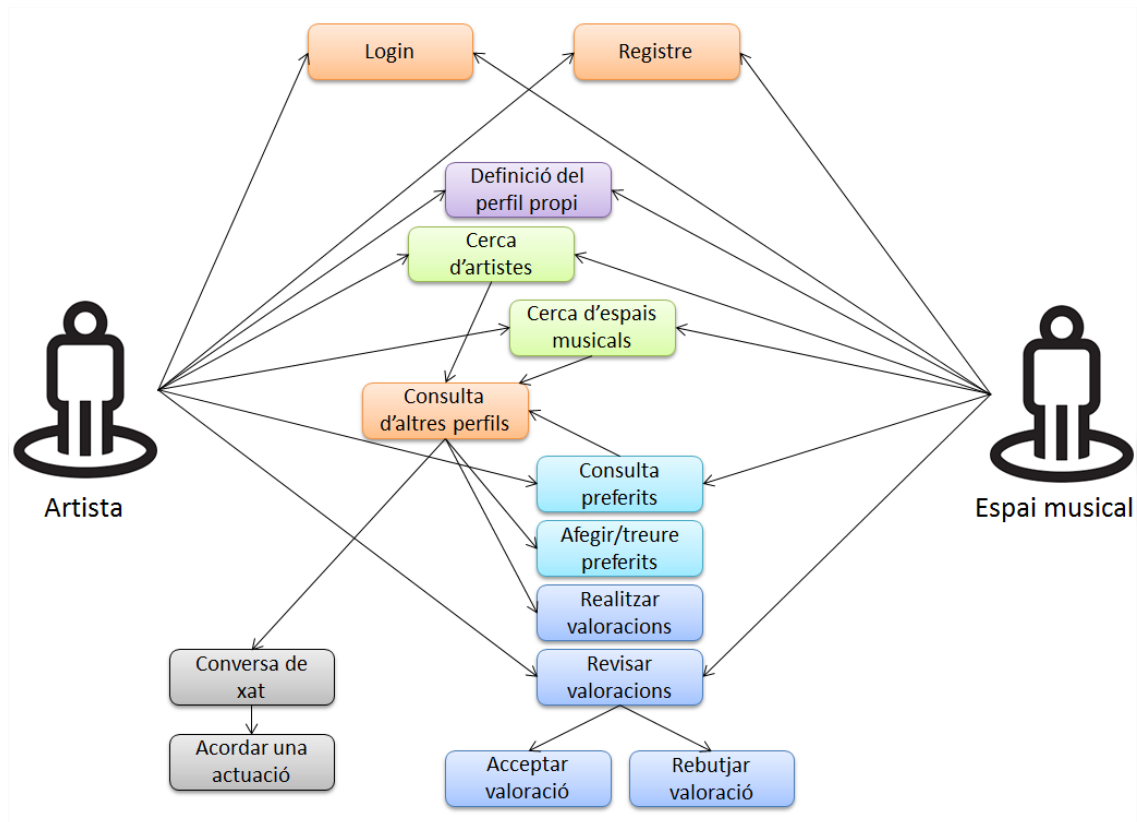 Login
Registre
Definició del
perfil propi
Cerca
d'artistes
Cerca d'espais
musicals
Consulta
d'altres perfils
Consulta
preferits
Artista
Espai musical
Afegir/treure
preferits
Realitzar
valoracions
Conversa de
xat
Revisar
valoracions
Acordar una
actuació
Acceptar
valoració
Rebutjar
valoració